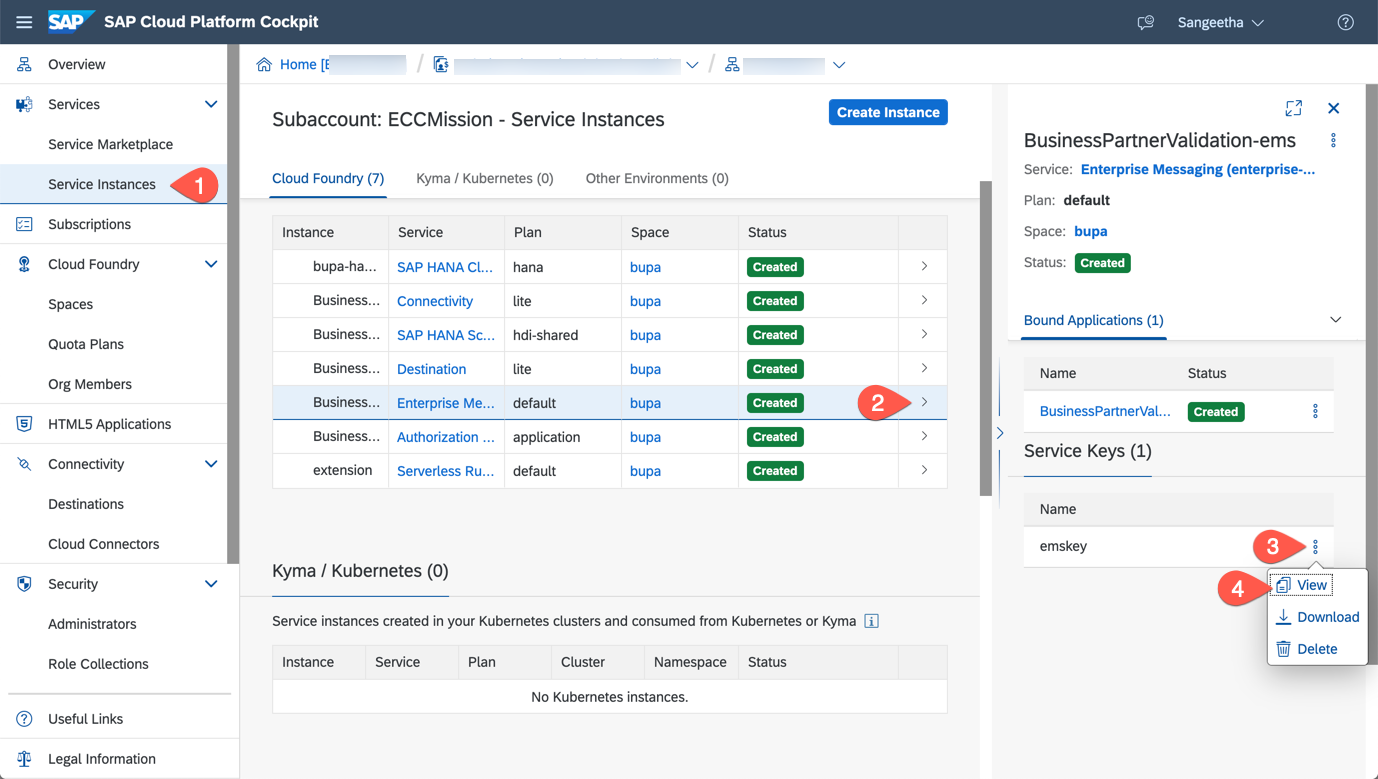 SAP SAP Cloud Platform Cockpit Sangeetha
Overview
Services
Service Marketplace
Service Instances 1
Subscriptions
Cloud Foundry
Spaces
Quota Plans
Org Members
HTML5 Applications
Connectivity
Destinations
Cloud Connectors
Security
Administrators
Role Collections
Useful Links
Legal Information
Home [E / /
Subaccount: ECCMission - Service Instances Create Instance
Cloud Foundry (7) Kyma / Kubernetes (0) Other Environments (0)
Instance Service Plan Space Status
bupa-ha... SAP HANA Cl... hana bupa Created
Business... Connectivity lite bupa Created
Business... SAP HANA Sc... hdi-shared bupa Created
Business... Destination lite bupa Created
Business... Enterprise Me... default bupa Created 2
Business... Authorization ... application bupa Created
extension Serverless Ru... default bupa Created
Kyma / Kubernetes (0)
Service instances created in your Kubernetes clusters and consumed from Kubernetes or Kyma
Instance Service Plan Cluster Namespace Status
No Kubernetes instances.
BusinessPartnerValidation-ems
Service: Enterprise Messaging (enterprise-...
Plan: default
Space: bupa
Status: Created
Bound Applications (1)
Name Status
BusinessPartnerVal... Created
Service Keys (1)
Name
emskey 3
4 View
Download
Delete